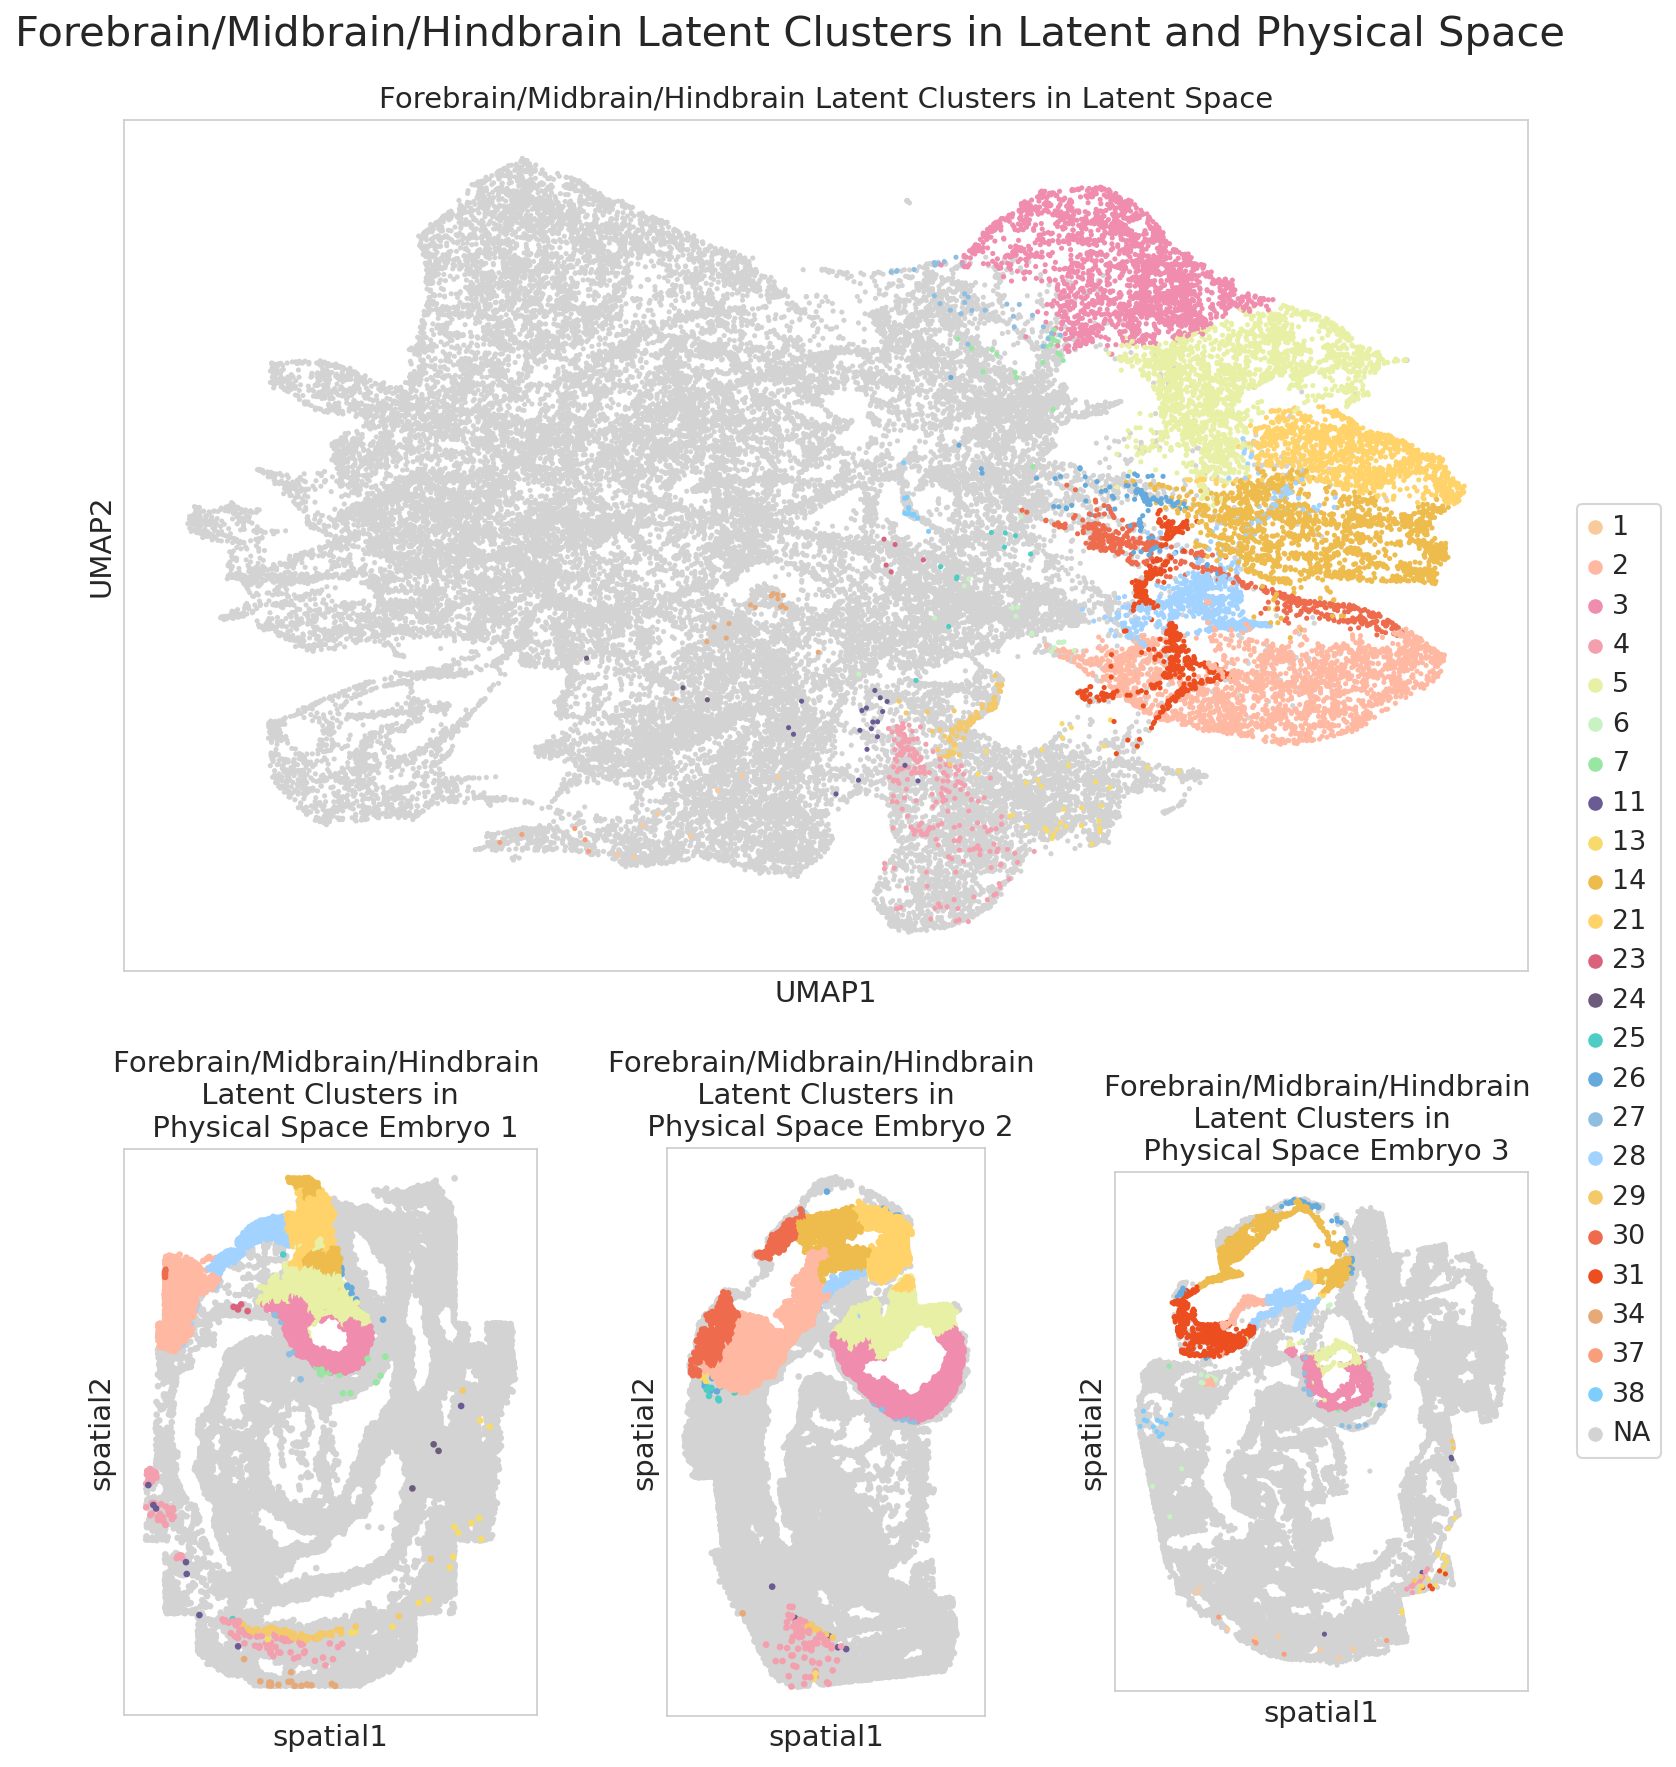 Forebrain/Midbrain/Hindbrain Latent Clusters in Latent and Physical Space
Forebrain/Midbrain/Hindbrain Latent Clusters in Latent Space
UMAP2
UMAP1
1
2
3
4
5
6
7
11
13
14
21
23
24
25
26
27
28
29
30
31
34
37
38
NA
Forebrain/Midbrain/Hindbrain
Latent Clusters in
Physical Space Embryo 1
spatial2
spatial1
Forebrain/Midbrain/Hindbrain
Latent Clusters in
Physical Space Embryo 2
spatial2
spatial1
Forebrain/Midbrain/Hindbrain
Latent Clusters in
Physical Space Embryo 3
spatial2
spatial1